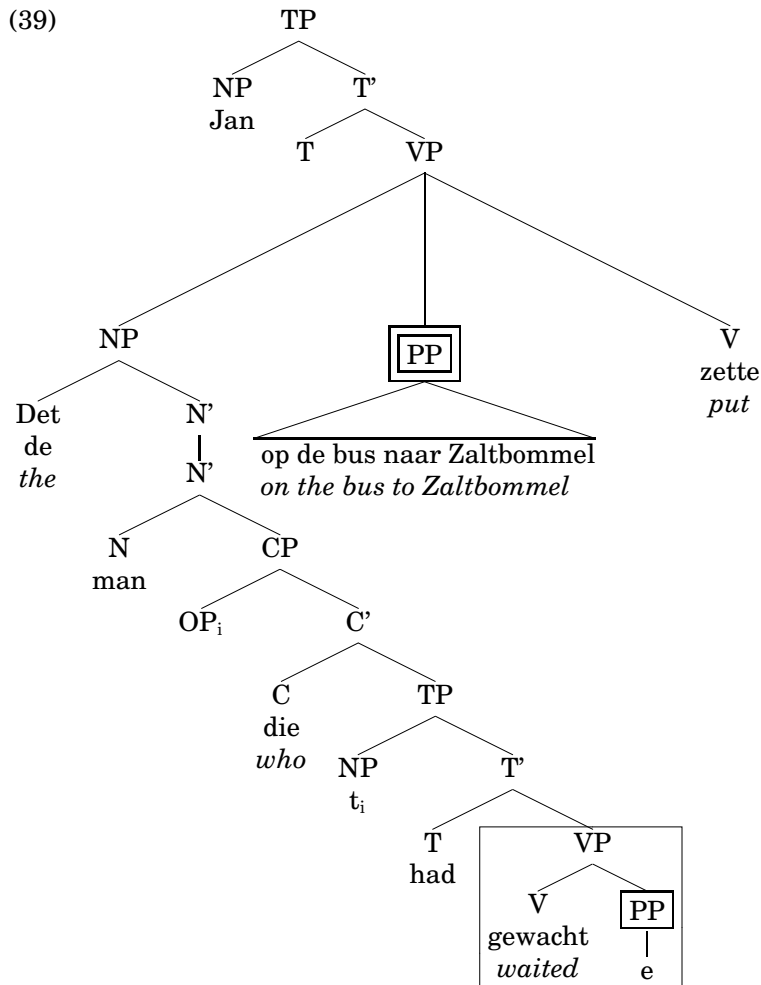 (39)
TP
NP T'
Jan
T VP
NP PP V
zette
put
Det N'
de
the
op de bus naar Zaltbommel
on the bus to Zaltbommel
N'
N CP
man
OPi C'
C TP
die
who
NP T'
ti
T VP
had
V PP
gewacht
waited e